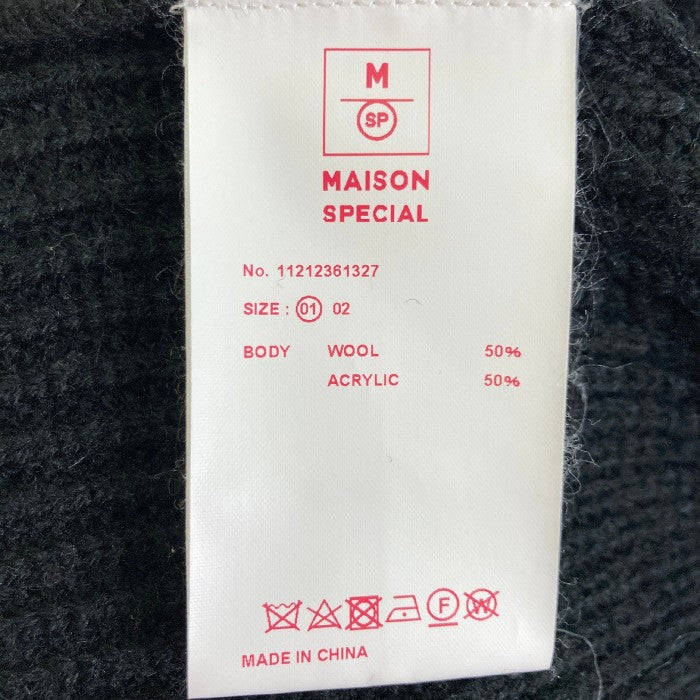 M
SP
MAISON
SPECIAL
No. 11212361327
SIZE : 01 02
BODY WOOL 50%
ACRYLIC 50%
F W
MADE IN CHINA